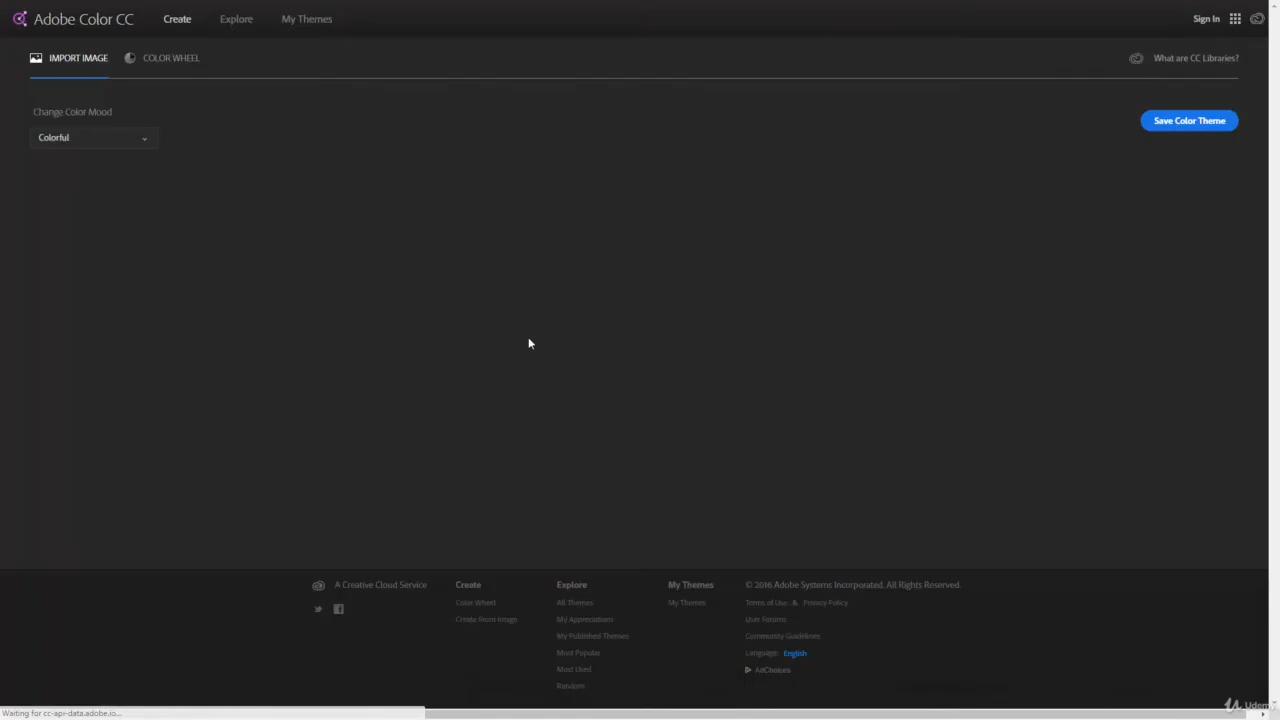 Adobe Color CC Create Explore My Themes Sign In
IMPORT IMAGE COLOR WHEEL What are CC Libraries?
Change Color Mood
Colorful
Save Color Theme
A Creative Cloud Service
Create
Color Wheel
Create From Image
Explore
All Themes
My Appreciations
My Published Themes
Most Popular
Most Used
Random
My Themes
My Themes
© 2016 Adobe Systems Incorporated. All Rights Reserved.
Terms of Use & Privacy Policy
User Forums
Community Guidelines
Language: English
AdChoices
Waiting for cc-api-data.adobe.io...
Udemy